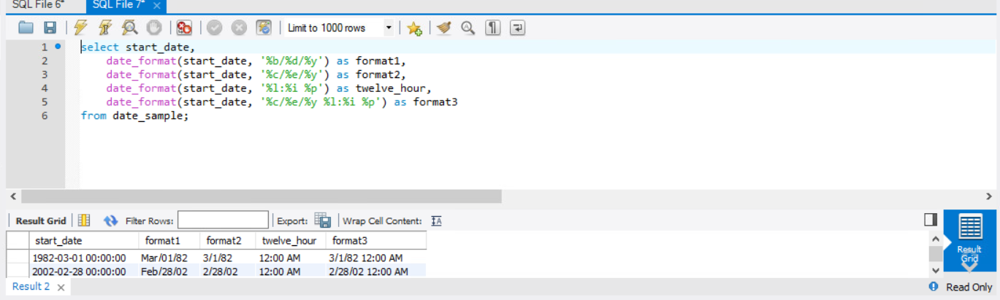 SQL File 6* SQL File 7* ×
Limit to 1000 rows
1 select start_date,
2 date_format(start_date, '%b/%d/%y') as format1,
3 date_format(start_date, '%c/%e/%y') as format2,
4 date_format(start_date, '%l:%i %p') as twelve_hour,
5 date_format(start_date, '%c/%e/%y %l:%i %p') as format3
6 from date_sample;
Result Grid Filter Rows: Export: Wrap Cell Content: IA
start_date format1 format2 twelve_hour format3
1982-03-01 00:00:00 Mar/01/82 3/1/82 12:00 AM 3/1/82 12:00 AM
2002-02-28 00:00:00 Feb/28/02 2/28/02 12:00 AM 2/28/02 12:00 AM
Result
Grid
Result 2 × Read Only